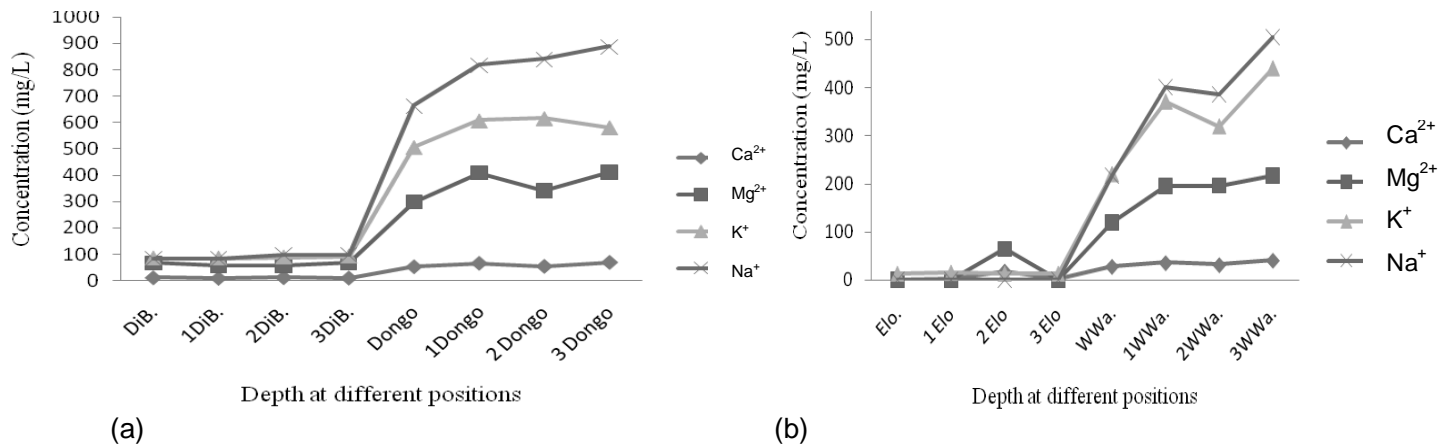 Concentration (mg/L)
1000
900
800
700
600
500
400
300
200
100
0
DiB.
1DiB.
2DiB.
3DiB.
Dongo
1Dongo
2 Dongo
3 Dongo
Depth at different positions
Ca²⁺
Mg²⁺
K⁺
Na⁺
(a)
Concentration (mg/L)
500
400
300
200
100
0
Elo.
1 Elo
2 Elo
3 Elo
WWa.
1WWa.
2WWa.
3WWa.
Depth at different positions
Ca²⁺
Mg²⁺
K⁺
Na⁺
(b)